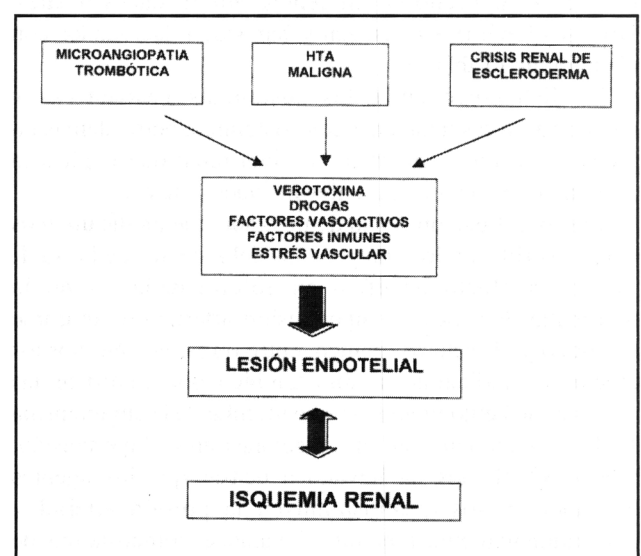 MICROANGIOPATIA
TROMBÓTICA
HTA
MALIGNA
CRISIS RENAL DE
ESCLERODERMA
VEROTOXINA
DROGAS
FACTORES VASOACTIVOS
FACTORES INMUNES
ESTRÉS VASCULAR
LESIÓN ENDOTELIAL
ISQUEMIA RENAL